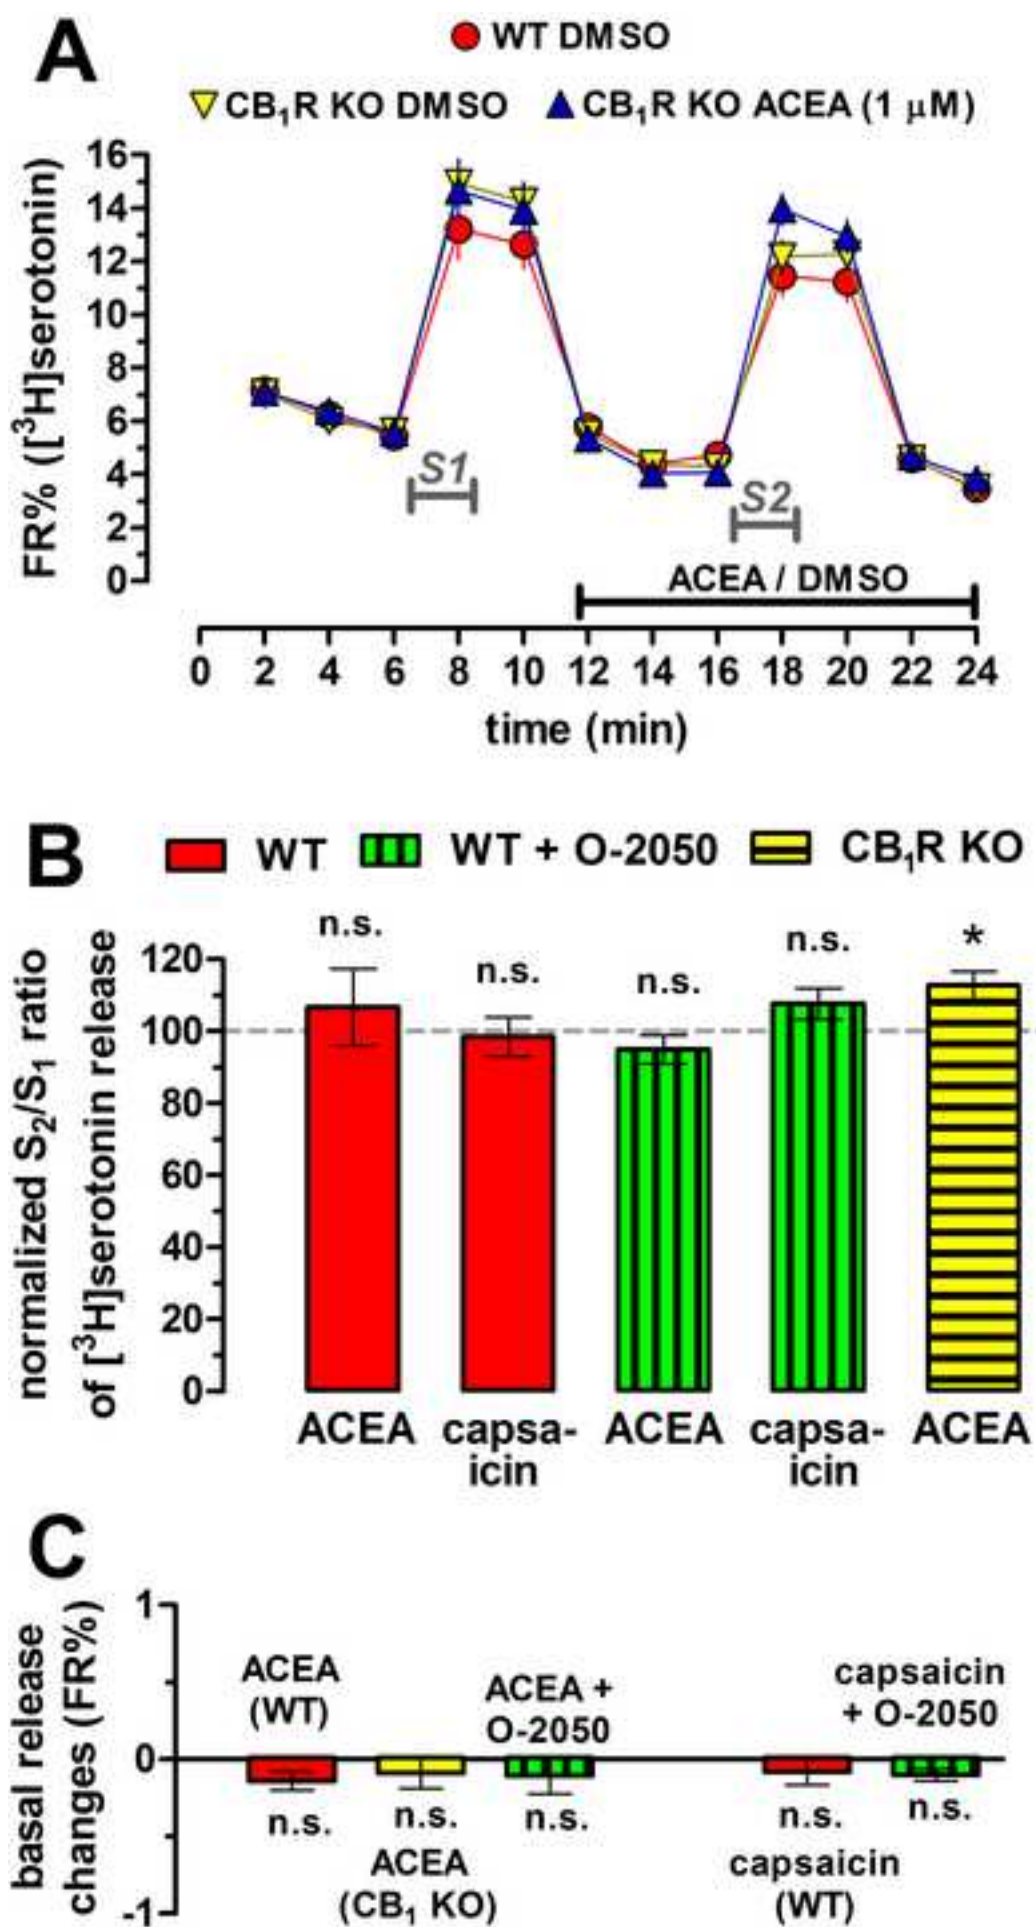 A
WT DMSO
CB₁R KO DMSO
CB₁R KO ACEA (1 μM)
FR% ([³H]serotonin)
16
14
12
10
8
6
4
2
0
S1
S2
ACEA / DMSO
0 2 4 6 8 10 12 14 16 18 20 22 24
time (min)
B
WT
WT + O-2050
CB₁R KO
normalized S₂/S₁ ratio
of [³H]serotonin release
120
100
80
60
40
20
0
n.s.
n.s.
n.s.
n.s.
*
ACEA
capsa-
icin
ACEA
capsa-
icin
ACEA
C
basal release
changes (FR%)
1
0
-1
ACEA
(WT)
ACEA +
O-2050
capsaicin
+ O-2050
n.s.
n.s.
n.s.
n.s.
n.s.
ACEA
(CB₁ KO)
capsaicin
(WT)